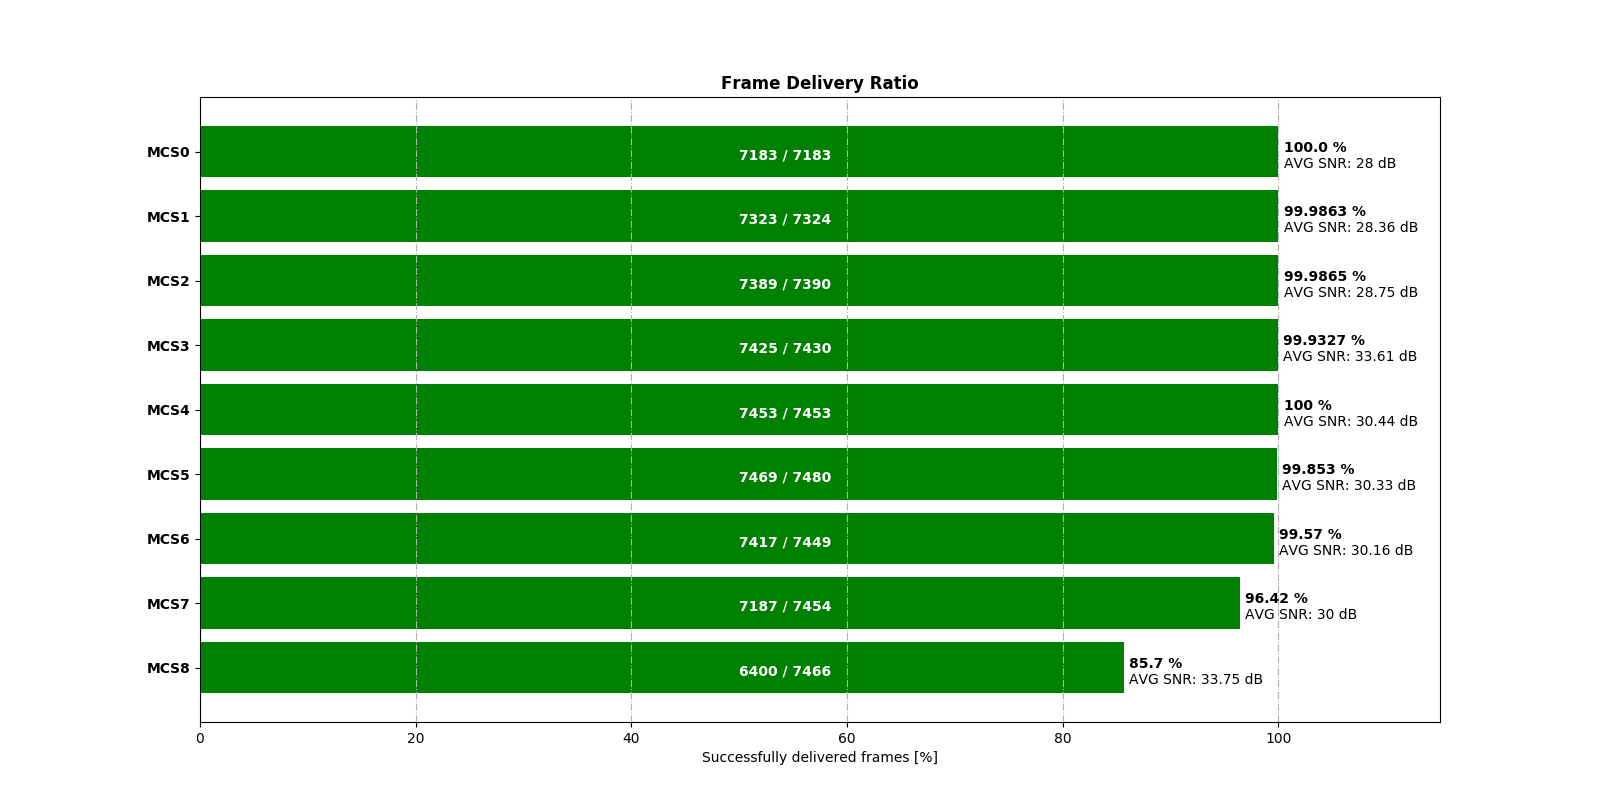 Frame Delivery Ratio
MCS0
7183 / 7183
100.0 %
AVG SNR: 28 dB
MCS1
7323 / 7324
99.9863 %
AVG SNR: 28.36 dB
MCS2
7389 / 7390
99.9865 %
AVG SNR: 28.75 dB
MCS3
7425 / 7430
99.9327 %
AVG SNR: 33.61 dB
MCS4
7453 / 7453
100 %
AVG SNR: 30.44 dB
MCS5
7469 / 7480
99.853 %
AVG SNR: 30.33 dB
MCS6
7417 / 7449
99.57 %
AVG SNR: 30.16 dB
MCS7
7187 / 7454
96.42 %
AVG SNR: 30 dB
MCS8
6400 / 7466
85.7 %
AVG SNR: 33.75 dB
0 20 40 60 80 100
Successfully delivered frames [%]